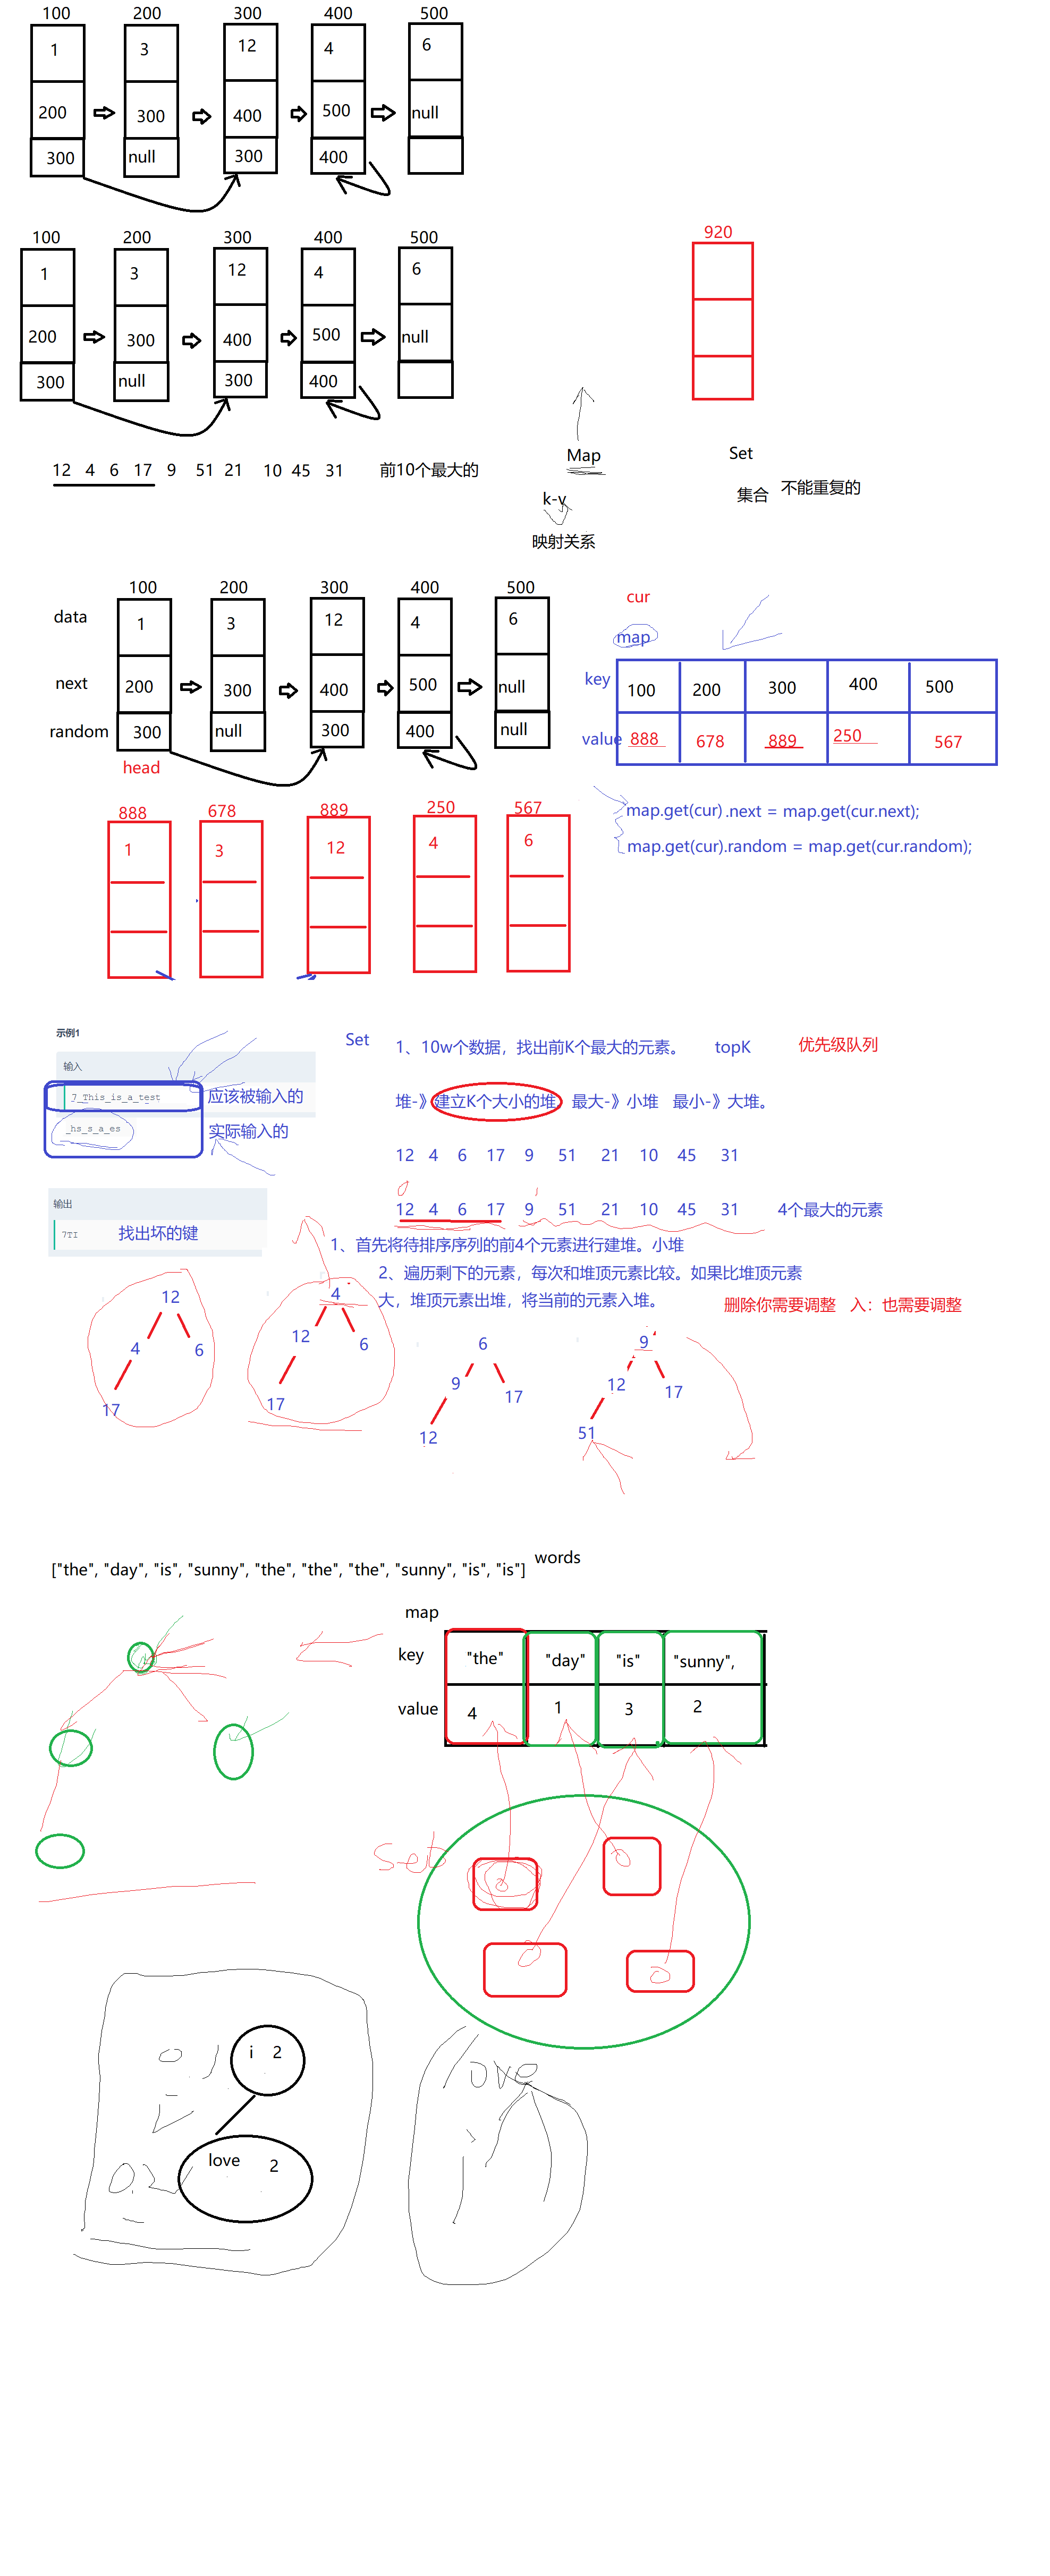 100 200 300 400 500
1 3 12 4 6
200 300 400 500 null
300 null 300 400
100 200 300 400 500
1 3 12 4 6
200 300 400 500 null
300 null 300 400
920
12 4 6 17 9 51 21 10 45 31 前10个最大的
Map
k-v
映射关系
Set
集合 不能重复的
100 200 300 400 500
data 1 3 12 4 6
next 200 300 400 500 null
random 300 null 300 400 null
head
cur
map
key 100 200 300 400 500
value 888 678 889 250 567
map.get(cur) .next = map.get(cur.next);
map.get(cur).random = map.get(cur.random);
888 678 889 250 567
1 3 12 4 6
示例1
输入
7_This_is_a_test 应该被输入的
_hs_s_a_es 实际输入的
输出
7TI 找出坏的键
Set
1、10w个数据，找出前K个最大的元素。 topK 优先级队列
堆-》建立K个大小的堆, 最大-》小堆 最小-》大堆。
12 4 6 17 9 51 21 10 45 31
12 4 6 17 9 51 21 10 45 31 4个最大的元素
1、首先将待排序序列的前4个元素进行建堆。小堆
2、遍历剩下的元素，每次和堆顶元素比较。如果比堆顶元素
大，堆顶元素出堆，将当前的元素入堆。
删除你需要调整 入：也需要调整
12
4 6
17
4
12 6
17
6
9 17
12
9
12 17
51
["the", "day", "is", "sunny", "the", "the", "the", "sunny", "is", "is"] words
map
key "the" "day" "is" "sunny",
value 4 1 3 2
Set
i 2
love 2
love